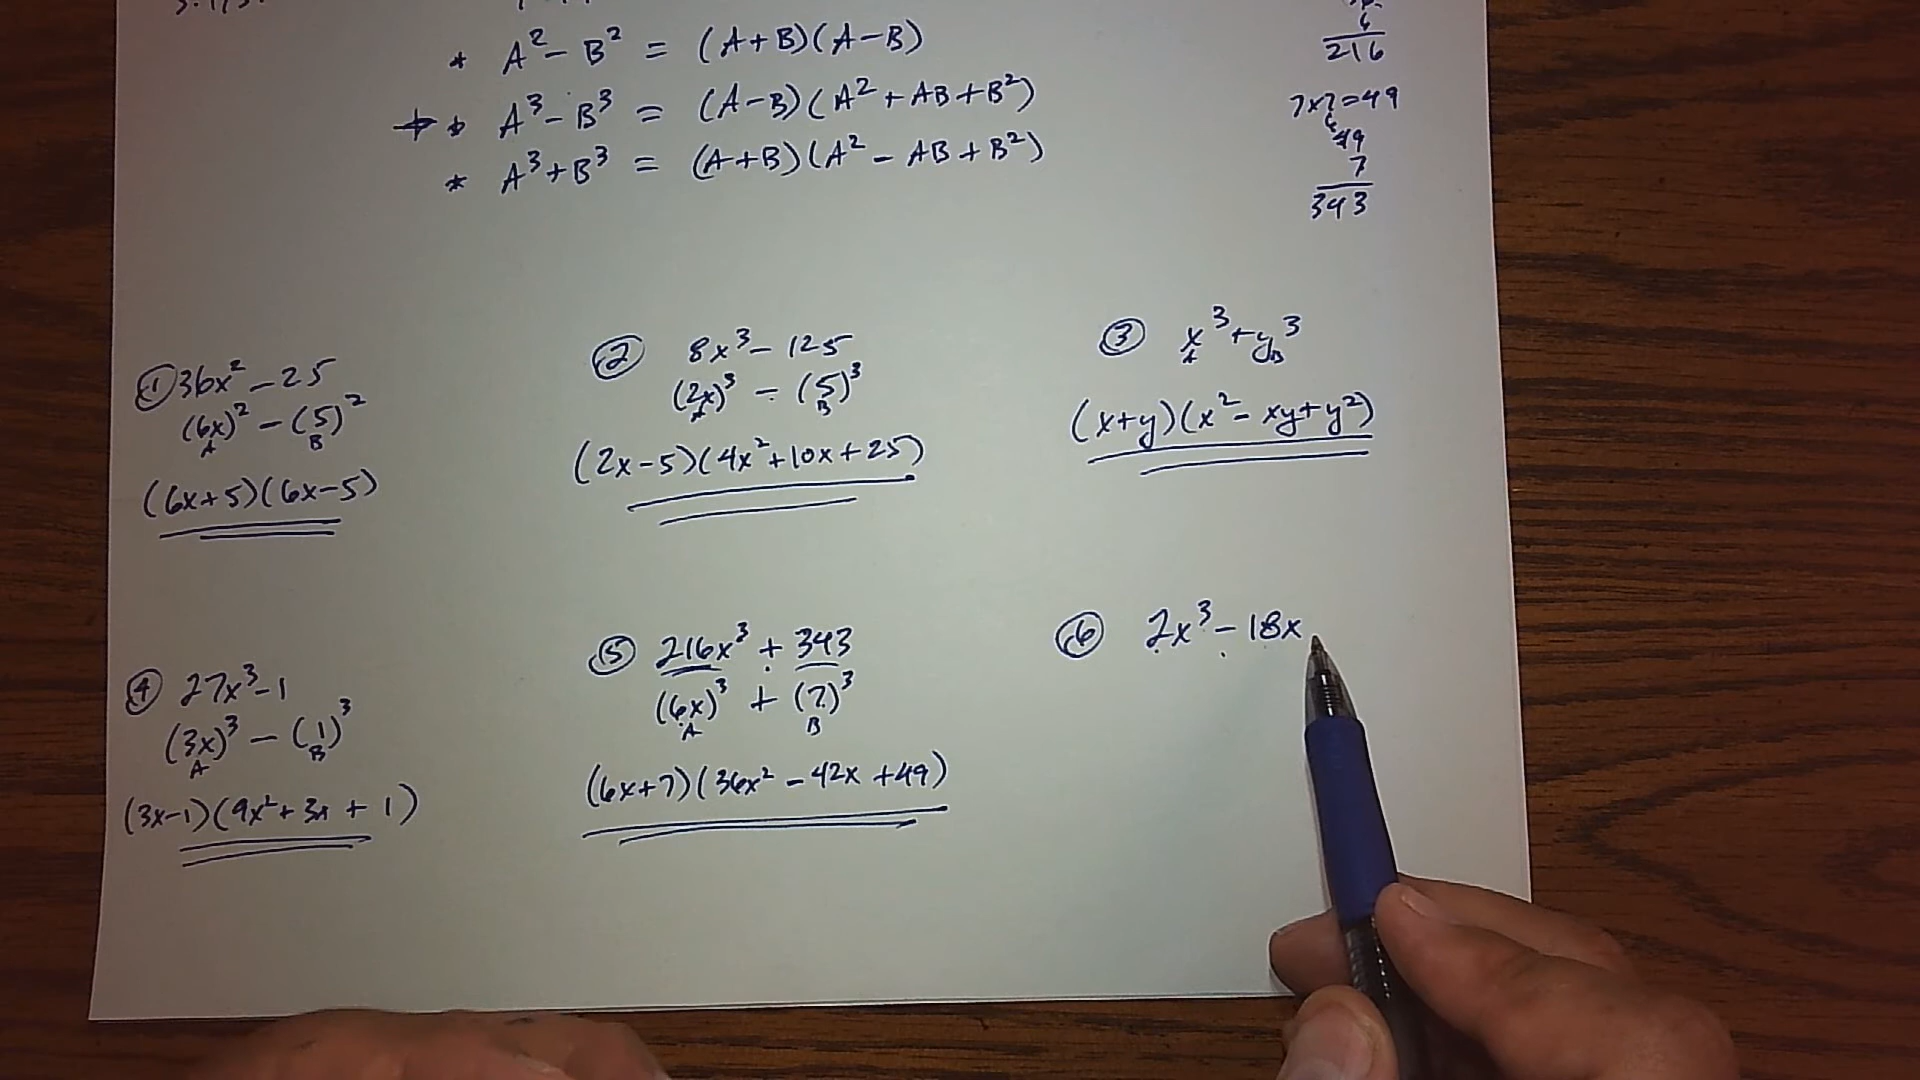 * A² - B² = (A+B)(A-B)
* A³ - B³ = (A-B)(A² + AB + B²)
* A³ + B³ = (A+B)(A² - AB + B²)
6
216
7x7=49
49
7
343
① 36x² - 25
(6x)² - (5)²
A B
(6x+5)(6x-5)
② 8x³ - 125
(2x)³ - (5)³
A B
(2x-5)(4x²+10x+25)
③ x³+y³
A B
(x+y)(x² - xy+y²)
④ 27x³-1
(3x)³ - (1)³
A B
(3x-1)(9x²+3x + 1)
⑤ 216x³ + 343
(6x)³ + (7)³
A B
(6x+7)(36x² - 42x +49)
⑥ 2x³ - 18x